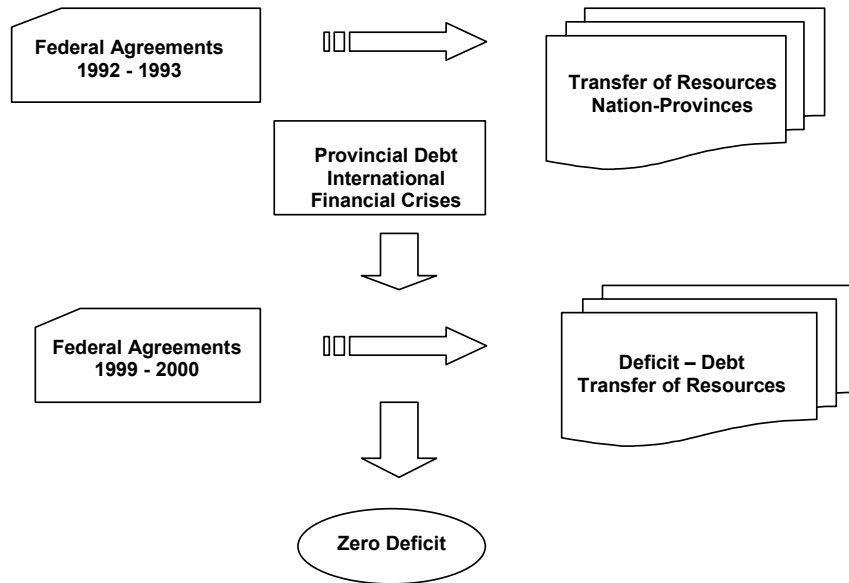 Federal Agreements
1992 - 1993
Transfer of Resources
Nation-Provinces
Provincial Debt
International
Financial Crises
Federal Agreements
1999 - 2000
Deficit – Debt
Transfer of Resources
Zero Deficit